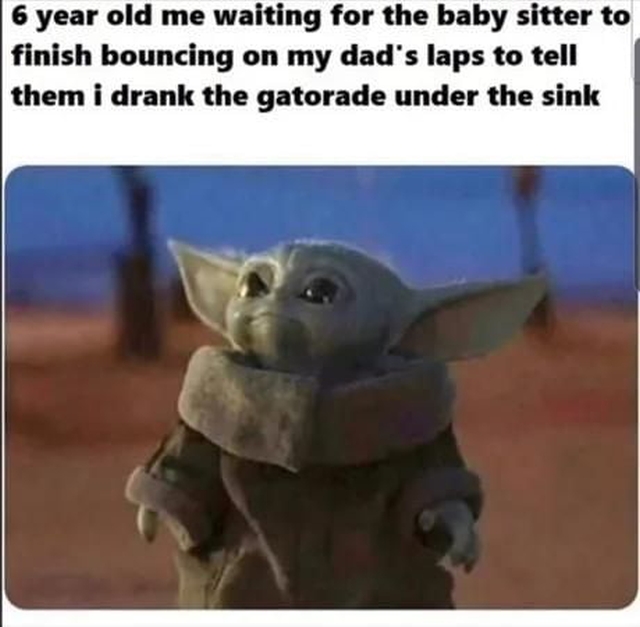 6 year old me waiting for the baby sitter to
finish bouncing on my dad's laps to tell
them i drank the gatorade under the sink